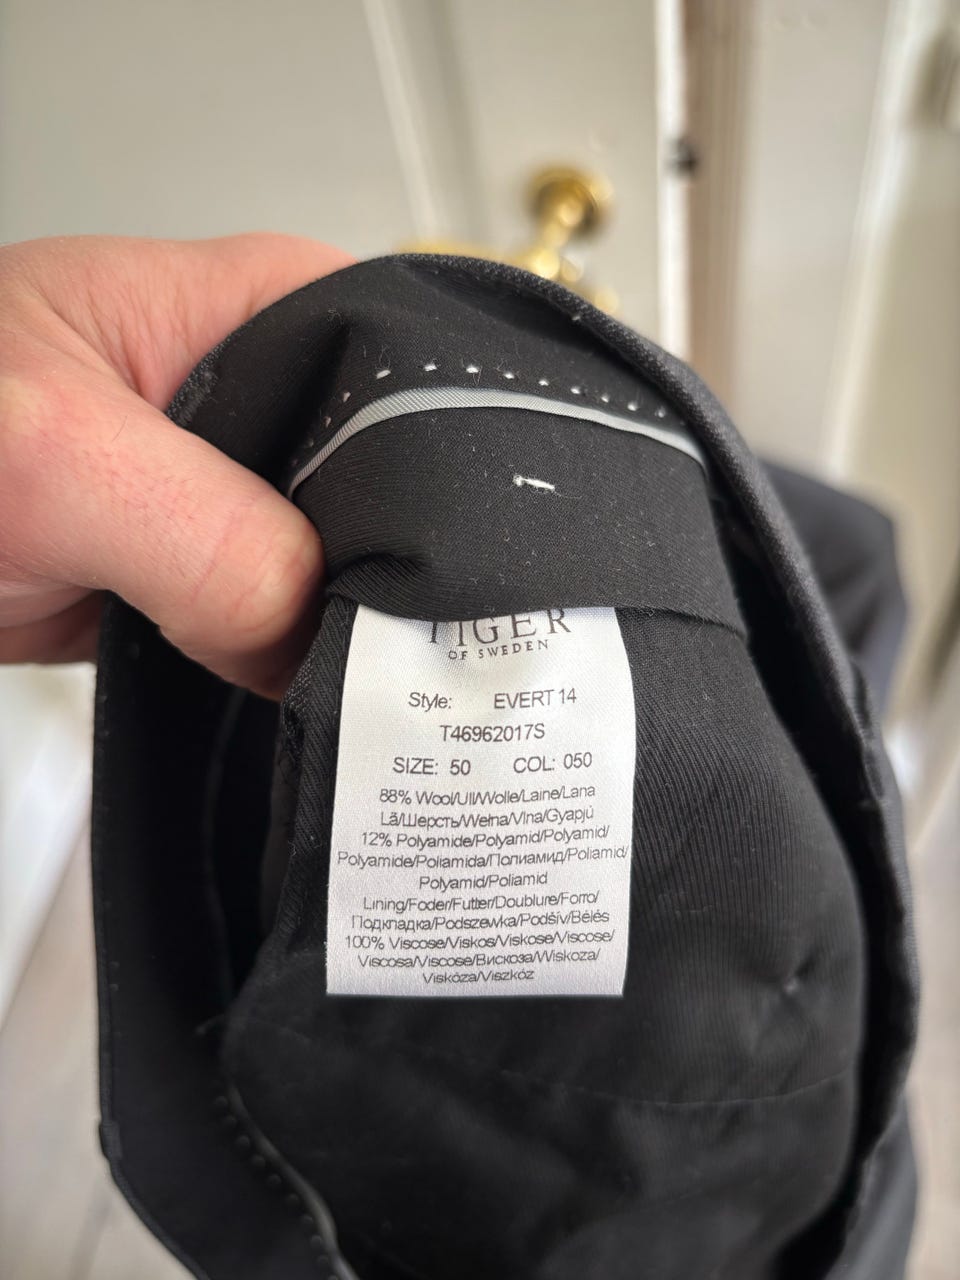 TIGER
OF SWEDEN
Style: EVERT 14
T46962017S
SIZE: 50 COL: 050
88% Wool/Ull/Wolle/Laine/Lana
Lã/Шерсть/Wełna/Vlna/Gyapjú
12% Polyamide/Polyamid/Polyamid/
Polyamide/Poliamida/Полиамид/Poliamid/
Polyamid/Poliamid
Lining/Foder/Futter/Doublure/Forro/
Подкладка/Podszewka/Podšív/Bélés
100% Viscose/Viskos/Viskose/Viscose/
Viscosa/Viscose/Вискоза/Wiskoza/
Viskóza/Viszkóz